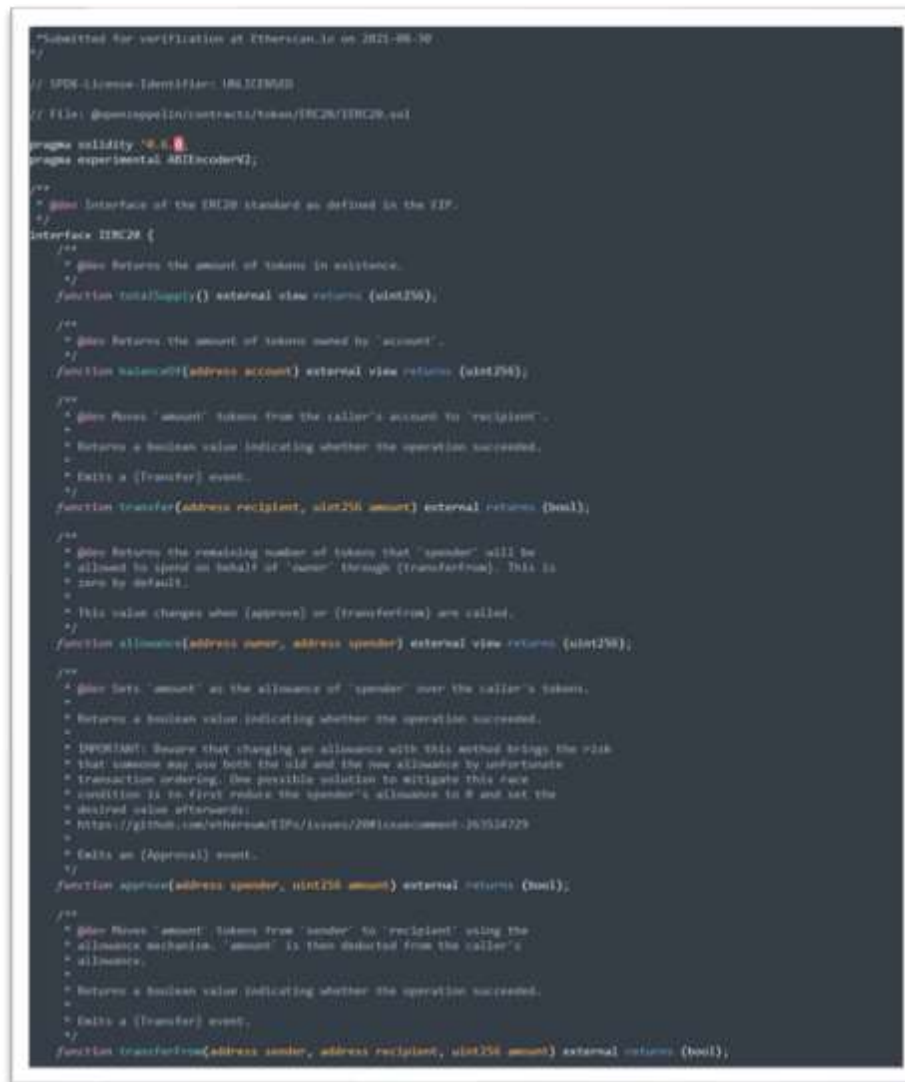 *Submitted for verification at Etherscan.io on 2021-08-30
*/
// SPDX-License-Identifier: UNLICENSED
// File: @openzeppelin/contracts/token/ERC20/IERC20.sol
pragma solidity ^0.6.0;
pragma experimental ABIEncoderV2;
/**
* @dev Interface of the ERC20 standard as defined in the EIP.
*/
interface IERC20 {
/**
* @dev Returns the amount of tokens in existence.
*/
function totalSupply() external view returns (uint256);
/**
* @dev Returns the amount of tokens owned by `account`.
*/
function balanceOf(address account) external view returns (uint256);
/**
* @dev Moves `amount` tokens from the caller's account to `recipient`.
*
* Returns a boolean value indicating whether the operation succeeded.
*
* Emits a {Transfer} event.
*/
function transfer(address recipient, uint256 amount) external returns (bool);
/**
* @dev Returns the remaining number of tokens that `spender` will be
* allowed to spend on behalf of `owner` through {transferFrom}. This is
* zero by default.
*
* This value changes when {approve} or {transferFrom} are called.
*/
function allowance(address owner, address spender) external view returns (uint256);
/**
* @dev Sets `amount` as the allowance of `spender` over the caller's tokens.
*
* Returns a boolean value indicating whether the operation succeeded.
*
* IMPORTANT: Beware that changing an allowance with this method brings the risk
* that someone may use both the old and the new allowance by unfortunate
* transaction ordering. One possible solution to mitigate this race
* condition is to first reduce the spender's allowance to 0 and set the
* desired value afterwards:
* https://github.com/ethereum/EIPs/issues/20#issuecomment-263524729
*
* Emits an {Approval} event.
*/
function approve(address spender, uint256 amount) external returns (bool);
/**
* @dev Moves `amount` tokens from `sender` to `recipient` using the
* allowance mechanism. `amount` is then deducted from the caller's
* allowance.
*
* Returns a boolean value indicating whether the operation succeeded.
*
* Emits a {Transfer} event.
*/
function transferFrom(address sender, address recipient, uint256 amount) external returns (bool);